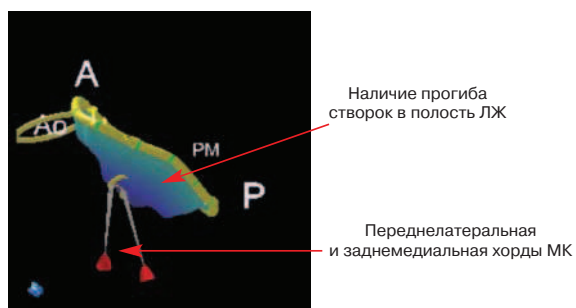 A
Ao
PM
P
Наличие прогиба
створок в полость ЛЖ
Переднелатеральная
и заднемедиальная хорды МК